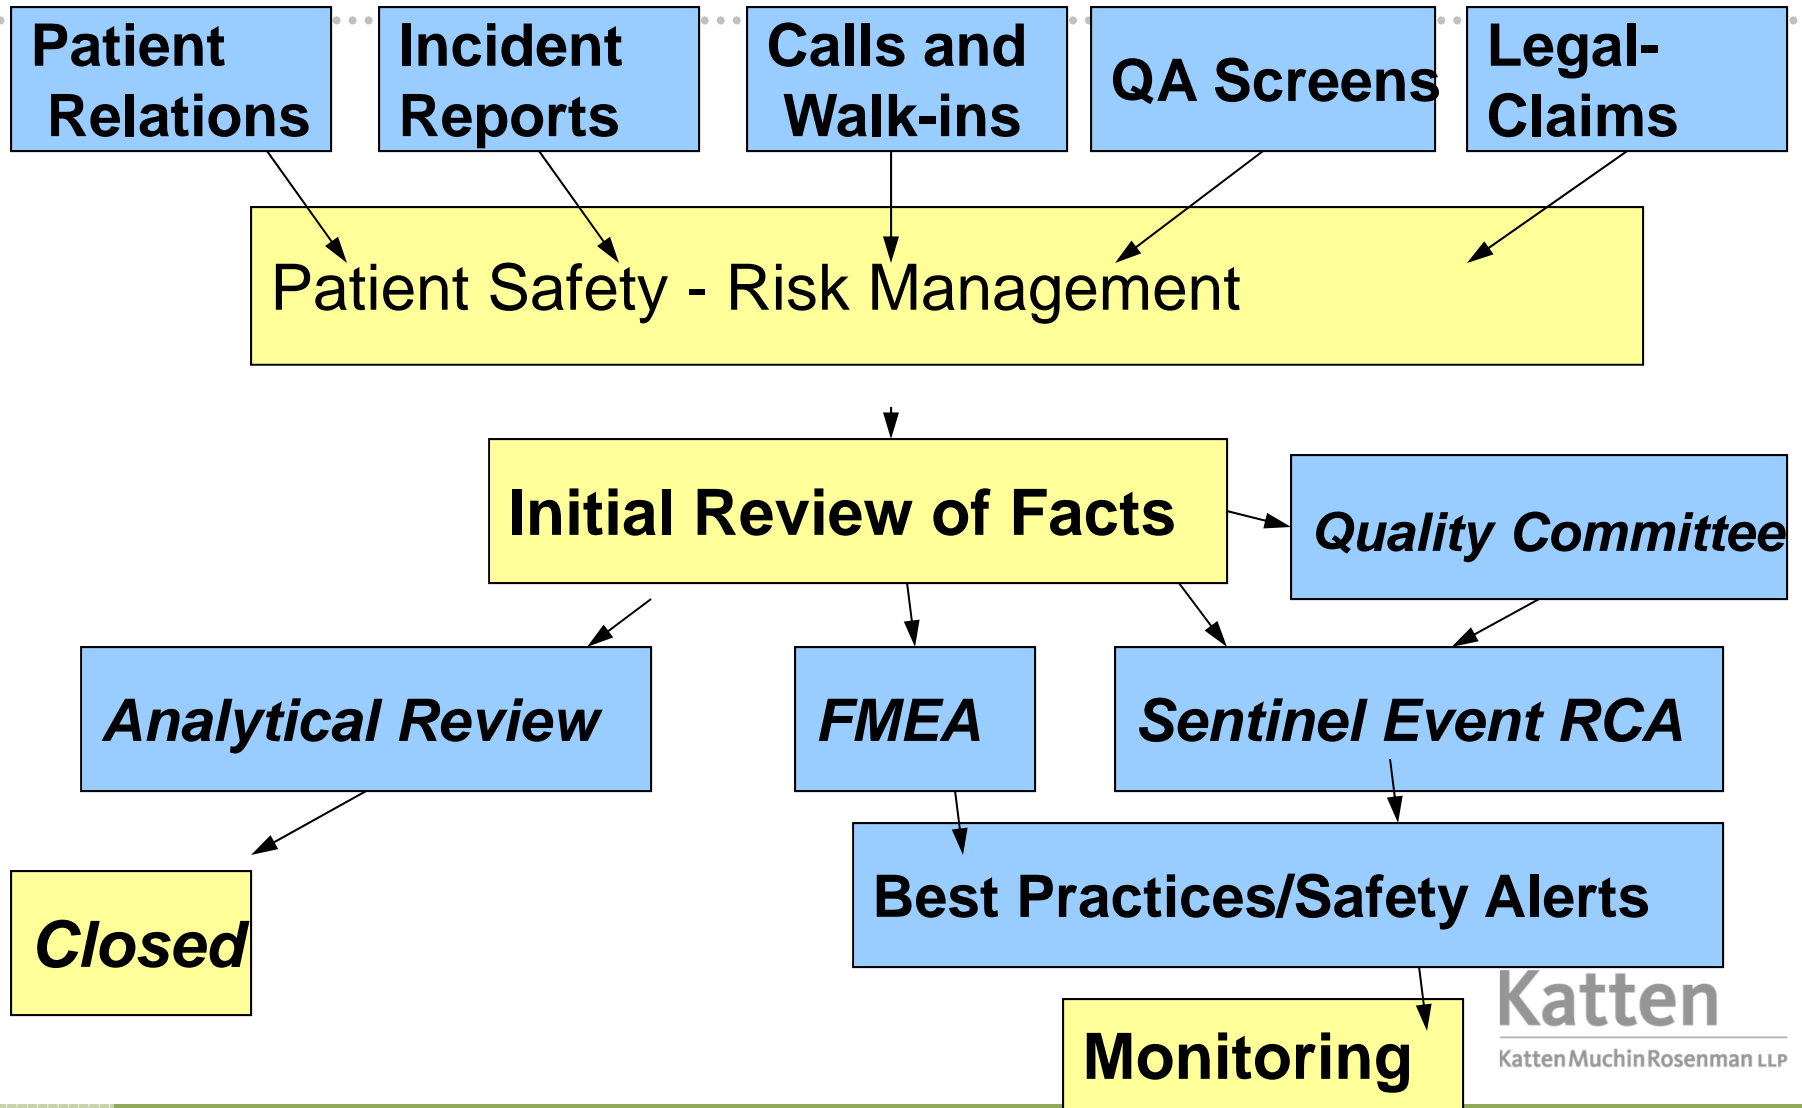 Patient
Relations
Incident
Reports
Calls and
Walk-ins
QA Screens
Legal-
Claims
Patient Safety - Risk Management
Initial Review of Facts
Quality Committee
Analytical Review
FMEA
Sentinel Event RCA
Best Practices/Safety Alerts
Closed
Monitoring
Katten
KattenMuchinRosenman LLP